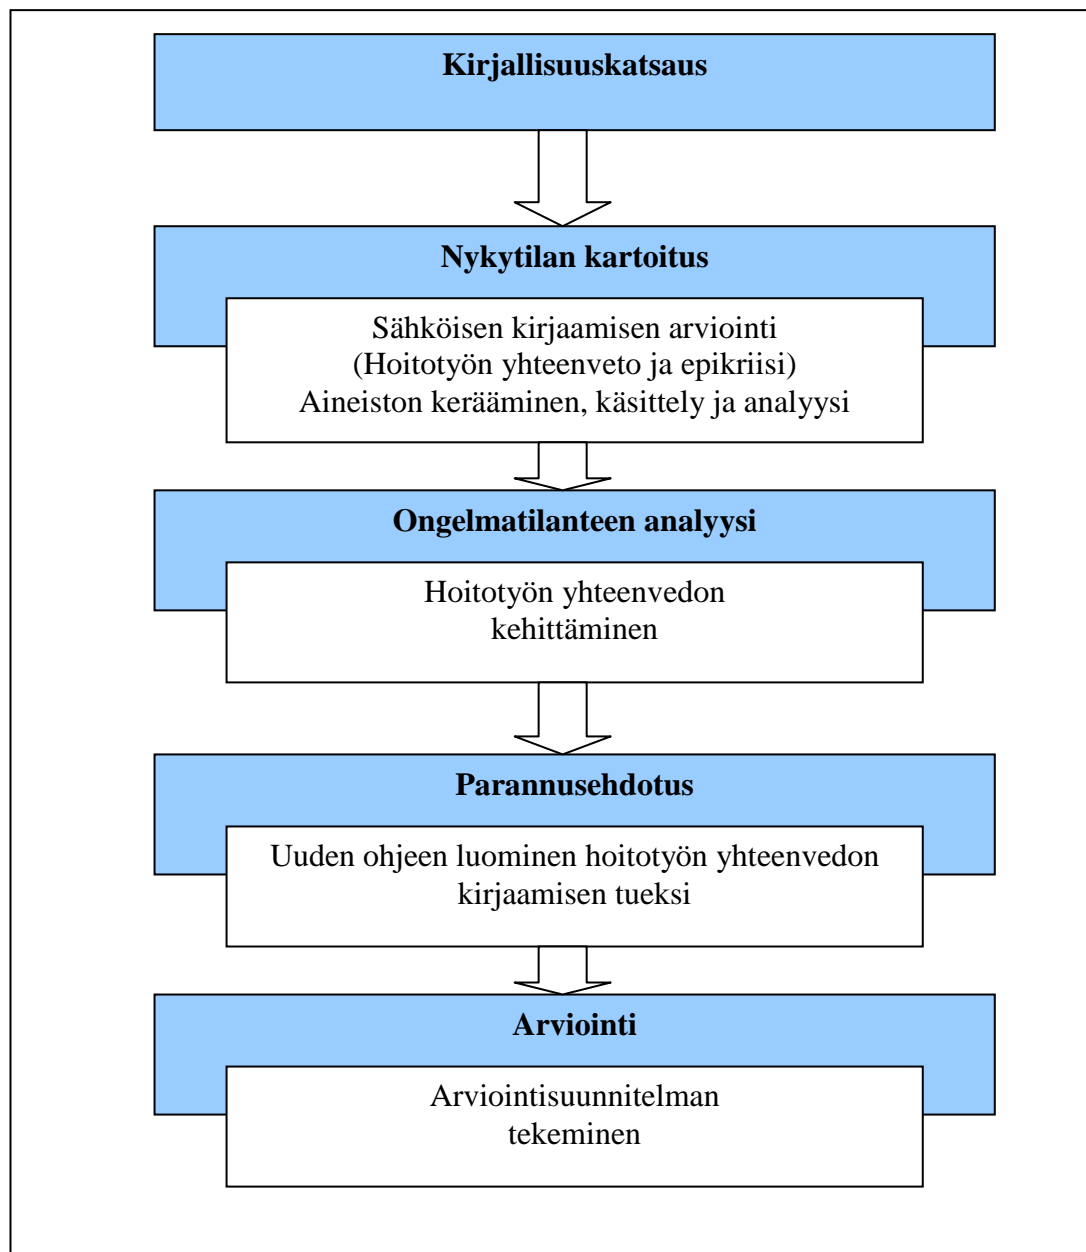 Kirjallisuuskatsaus
Nykytilan kartoitus
Sähköisen kirjaamisen arviointi
(Hoitotyön yhteenveto ja epikriisi)
Aineiston kerääminen, käsittely ja analyysi
Ongelmatilanteen analyysi
Hoitotyön yhteenvedon
kehittäminen
Parannusehdotus
Uuden ohjeen luominen hoitotyön yhteenvedon
kirjaamisen tueksi
Arviointi
Arviointisuunnitelman
tekeminen